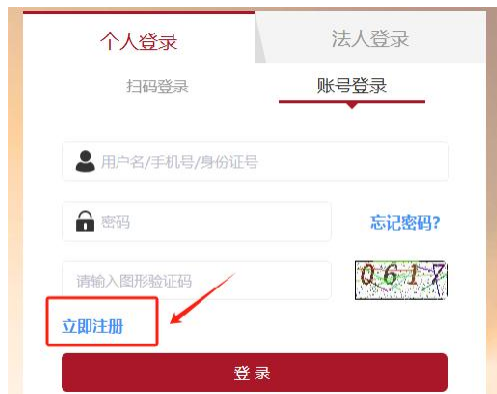 个人登录
法人登录
扫码登录
账号登录
用户名/手机号/身份证号
密码
忘记密码?
请输入图形验证码
0617
立即注册
登录